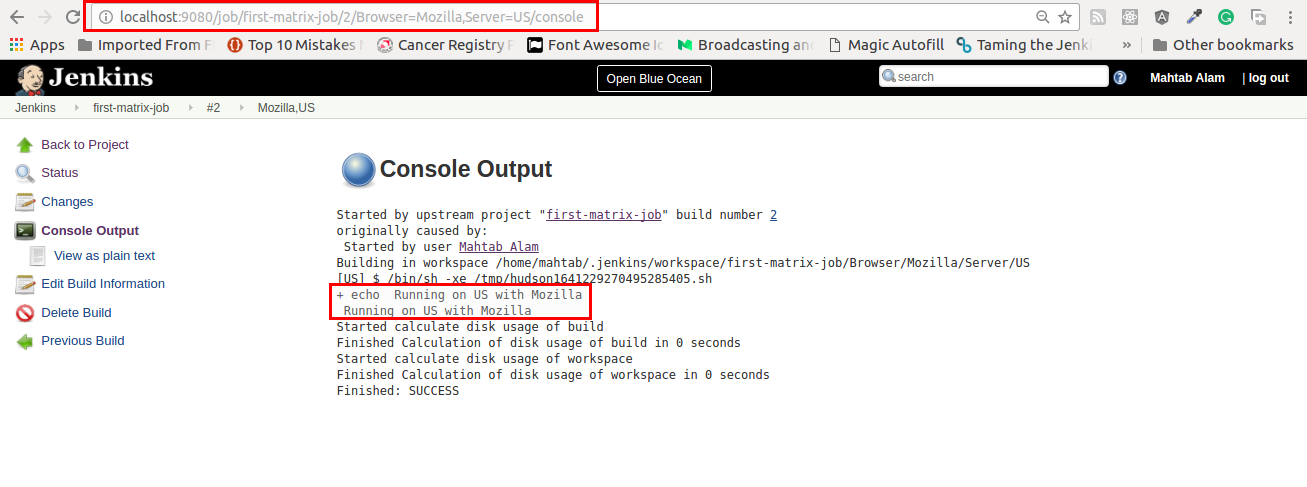 localhost:9080/job/first-matrix-job/2/Browser=Mozilla,Server=US/console
Apps Imported From F Top 10 Mistakes Cancer Registry Font Awesome Broadcasting and Magic Autofill Taming the Jenk » Other bookmarks
Jenkins Open Blue Ocean search Mahtab Alam | log out
Jenkins first-matrix-job #2 Mozilla,US
Back to Project
Status
Changes
Console Output
View as plain text
Edit Build Information
Delete Build
Previous Build
Console Output
Started by upstream project "first-matrix-job" build number 2
originally caused by:
Started by user Mahtab Alam
Building in workspace /home/mahtab/.jenkins/workspace/first-matrix-job/Browser/Mozilla/Server/US
[US] $ /bin/sh -xe /tmp/hudson1641229270495285405.sh
+ echo  Running on US with Mozilla
Running on US with Mozilla
Started calculate disk usage of build
Finished Calculation of disk usage of build in 0 seconds
Started calculate disk usage of workspace
Finished Calculation of disk usage of workspace in 0 seconds
Finished: SUCCESS